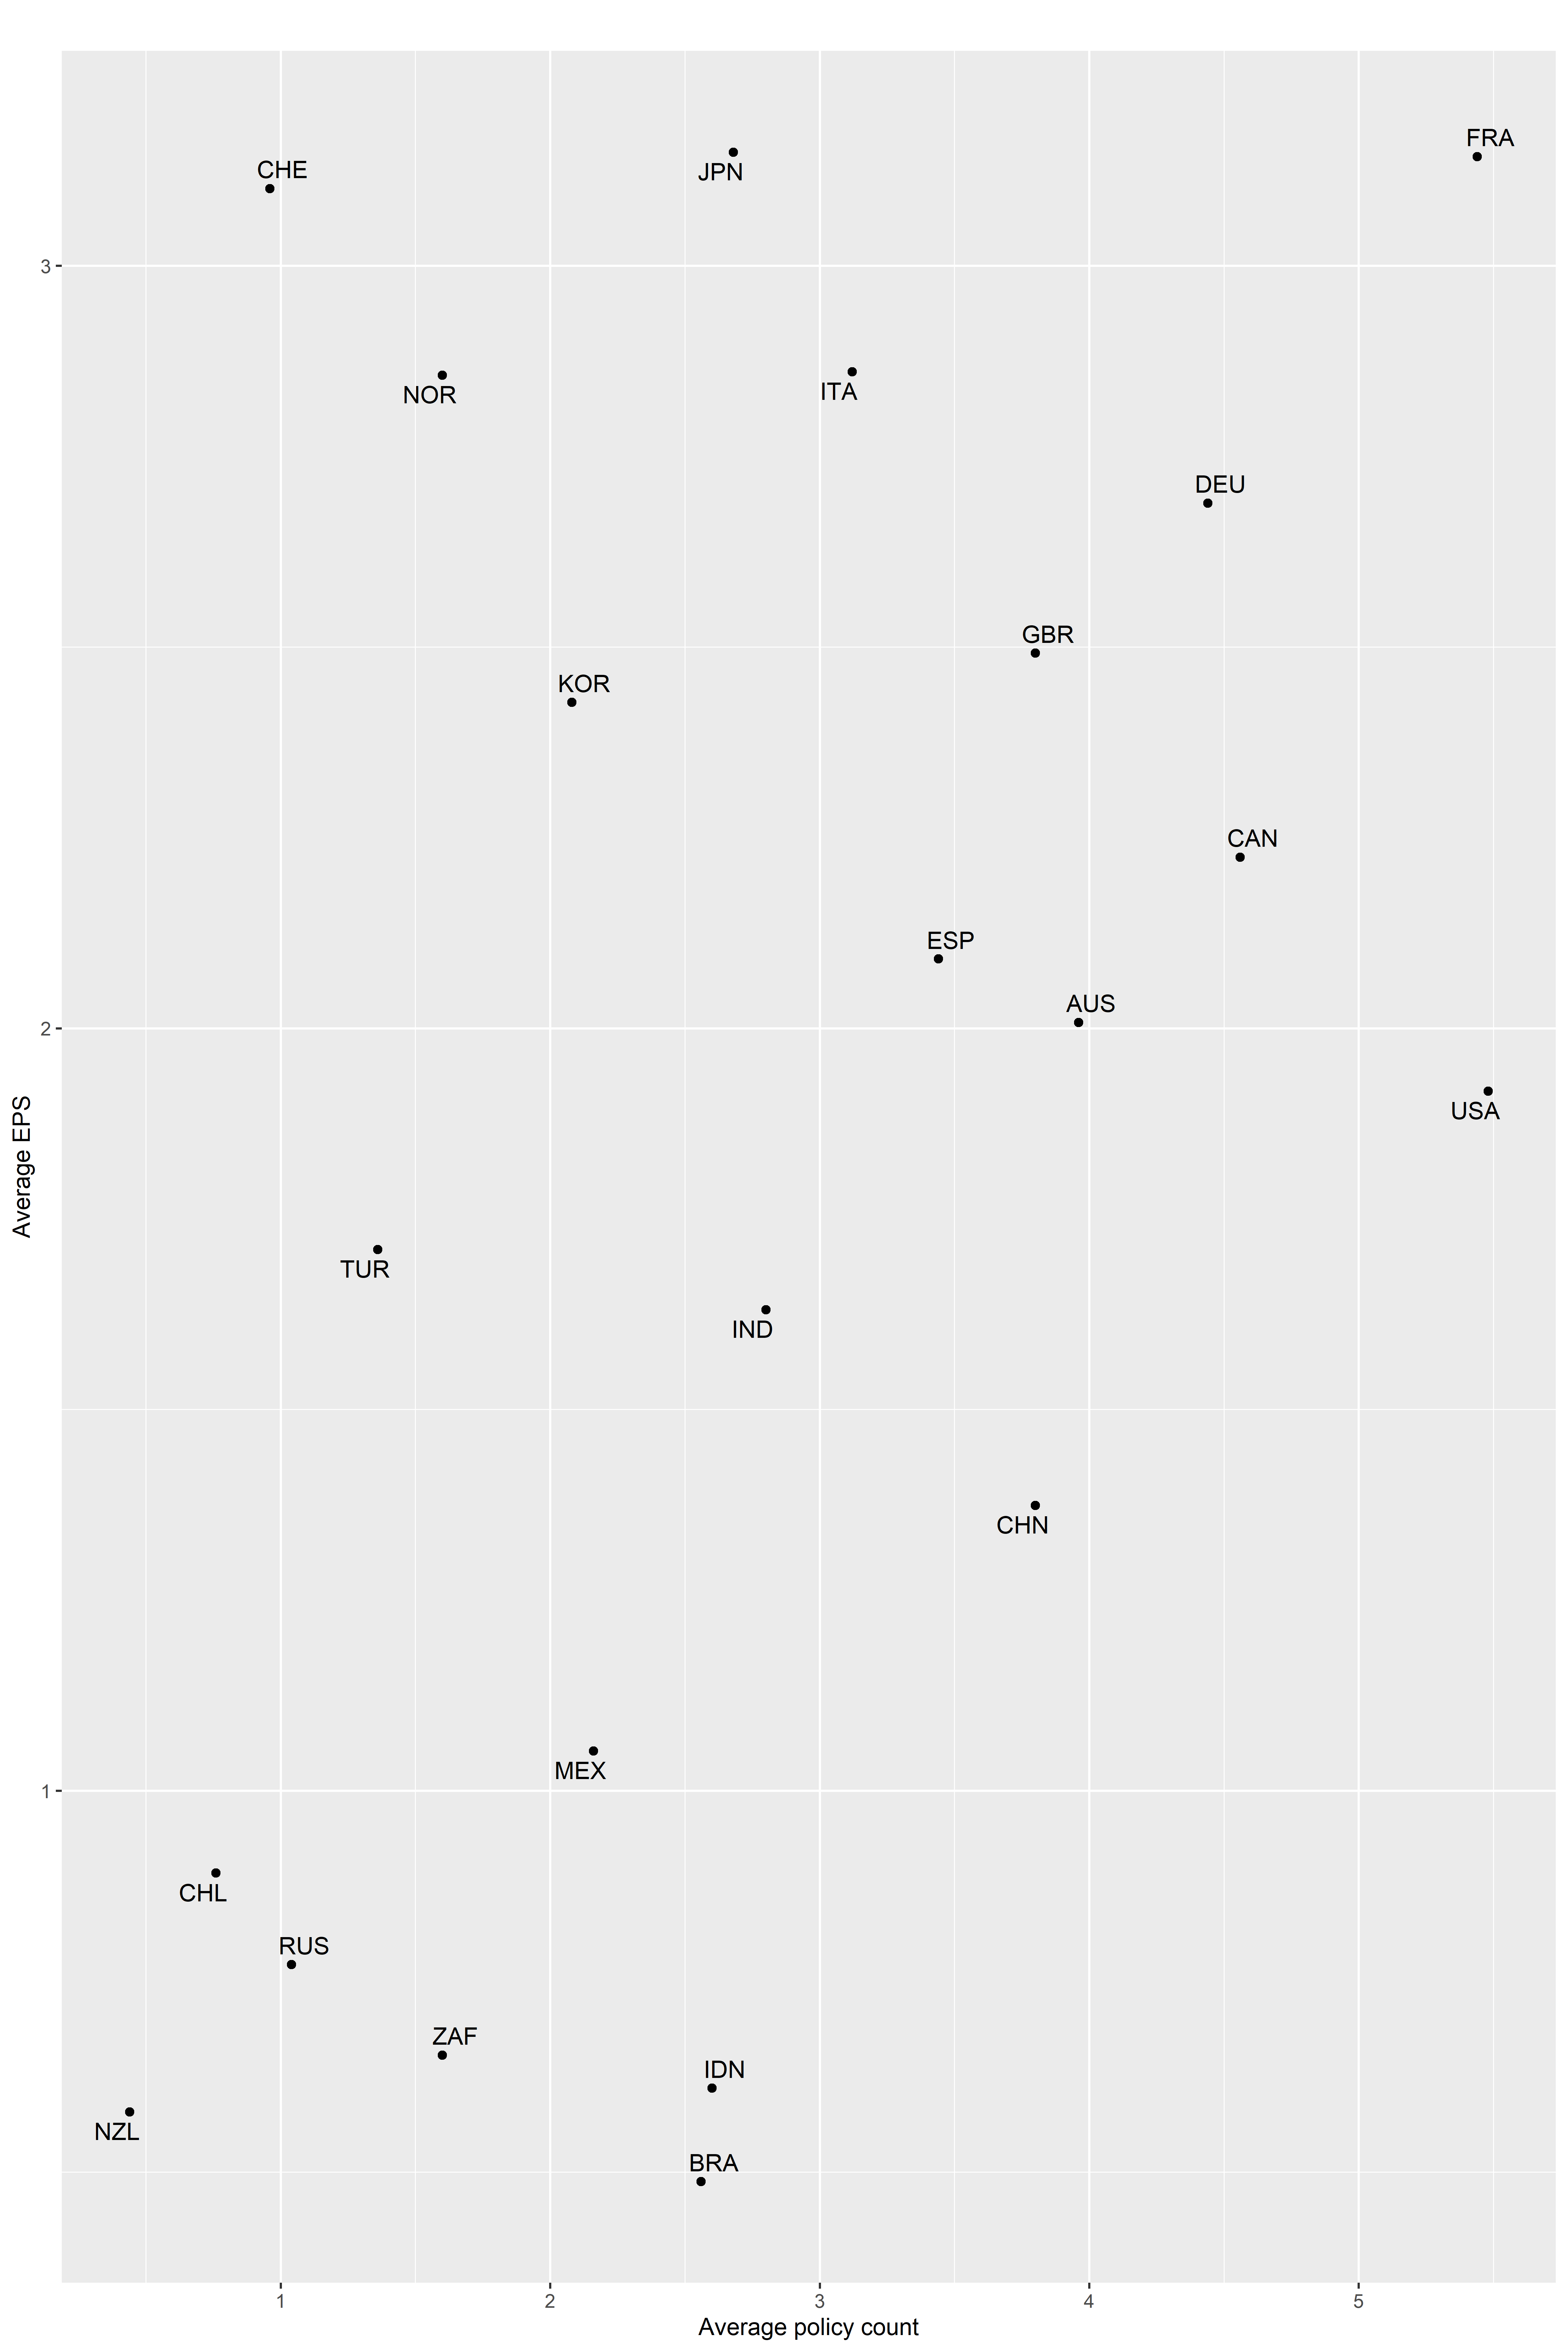 FRA
CHE
JPN
3
NOR
ITA
DEU
GBR
KOR
CAN
ESP
AUS
2
USA
Average EPS
TUR
IND
CHN
MEX
1
CHL
RUS
ZAF
IDN
NZL
BRA
1 2 3 4 5
Average policy count